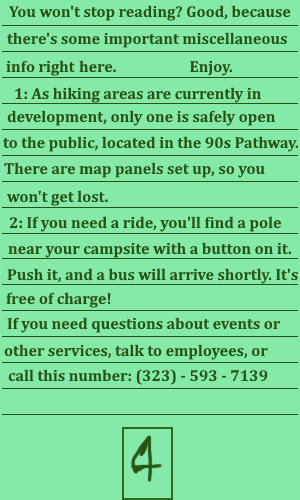 You won't stop reading? Good, because
there's some important miscellaneous
info right here. Enjoy.
1: As hiking areas are currently in
development, only one is safely open
to the public, located in the 90s Pathway.
There are map panels set up, so you
won't get lost.
2: If you need a ride, you'll find a pole
near your campsite with a button on it.
Push it, and a bus will arrive shortly. It's
free of charge!
If you need questions about events or
other services, talk to employees, or
call this number: (323) - 593 - 7139
4